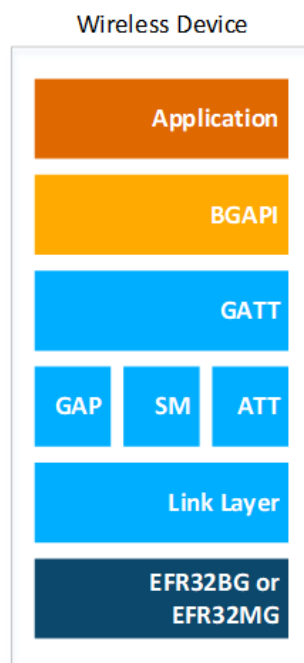 Wireless Device
Application
BGAPI
GATT
GAP SM ATT
Link Layer
EFR32BG or
EFR32MG